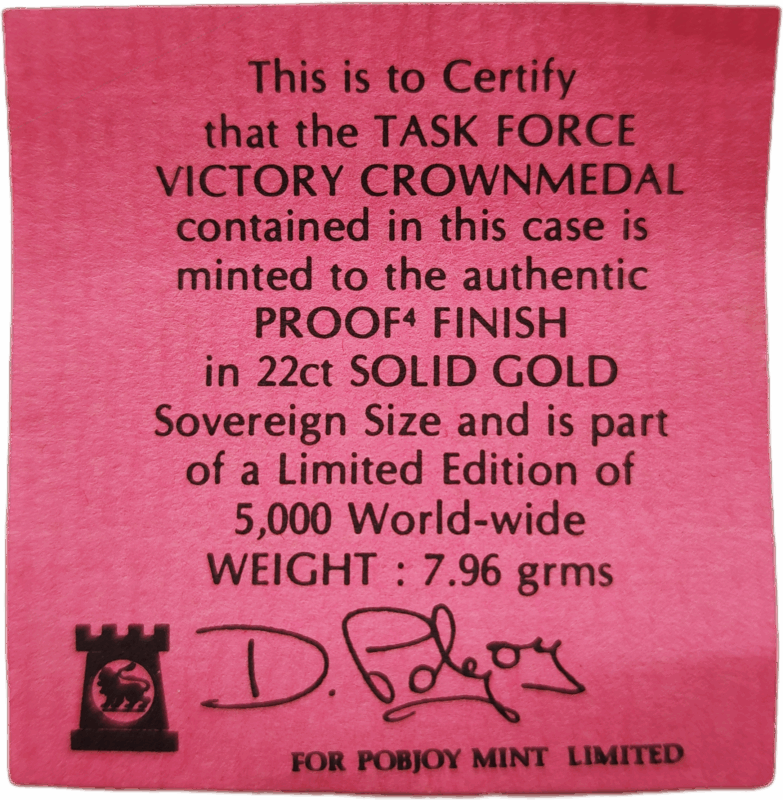 This is to Certify
that the TASK FORCE
VICTORY CROWNMEDAL
contained in this case is
minted to the authentic
PROOF⁴ FINISH
in 22ct SOLID GOLD
Sovereign Size and is part
of a Limited Edition of
5,000 World-wide
WEIGHT : 7.96 grms
D. Pobjoy
FOR POBJOY MINT LIMITED